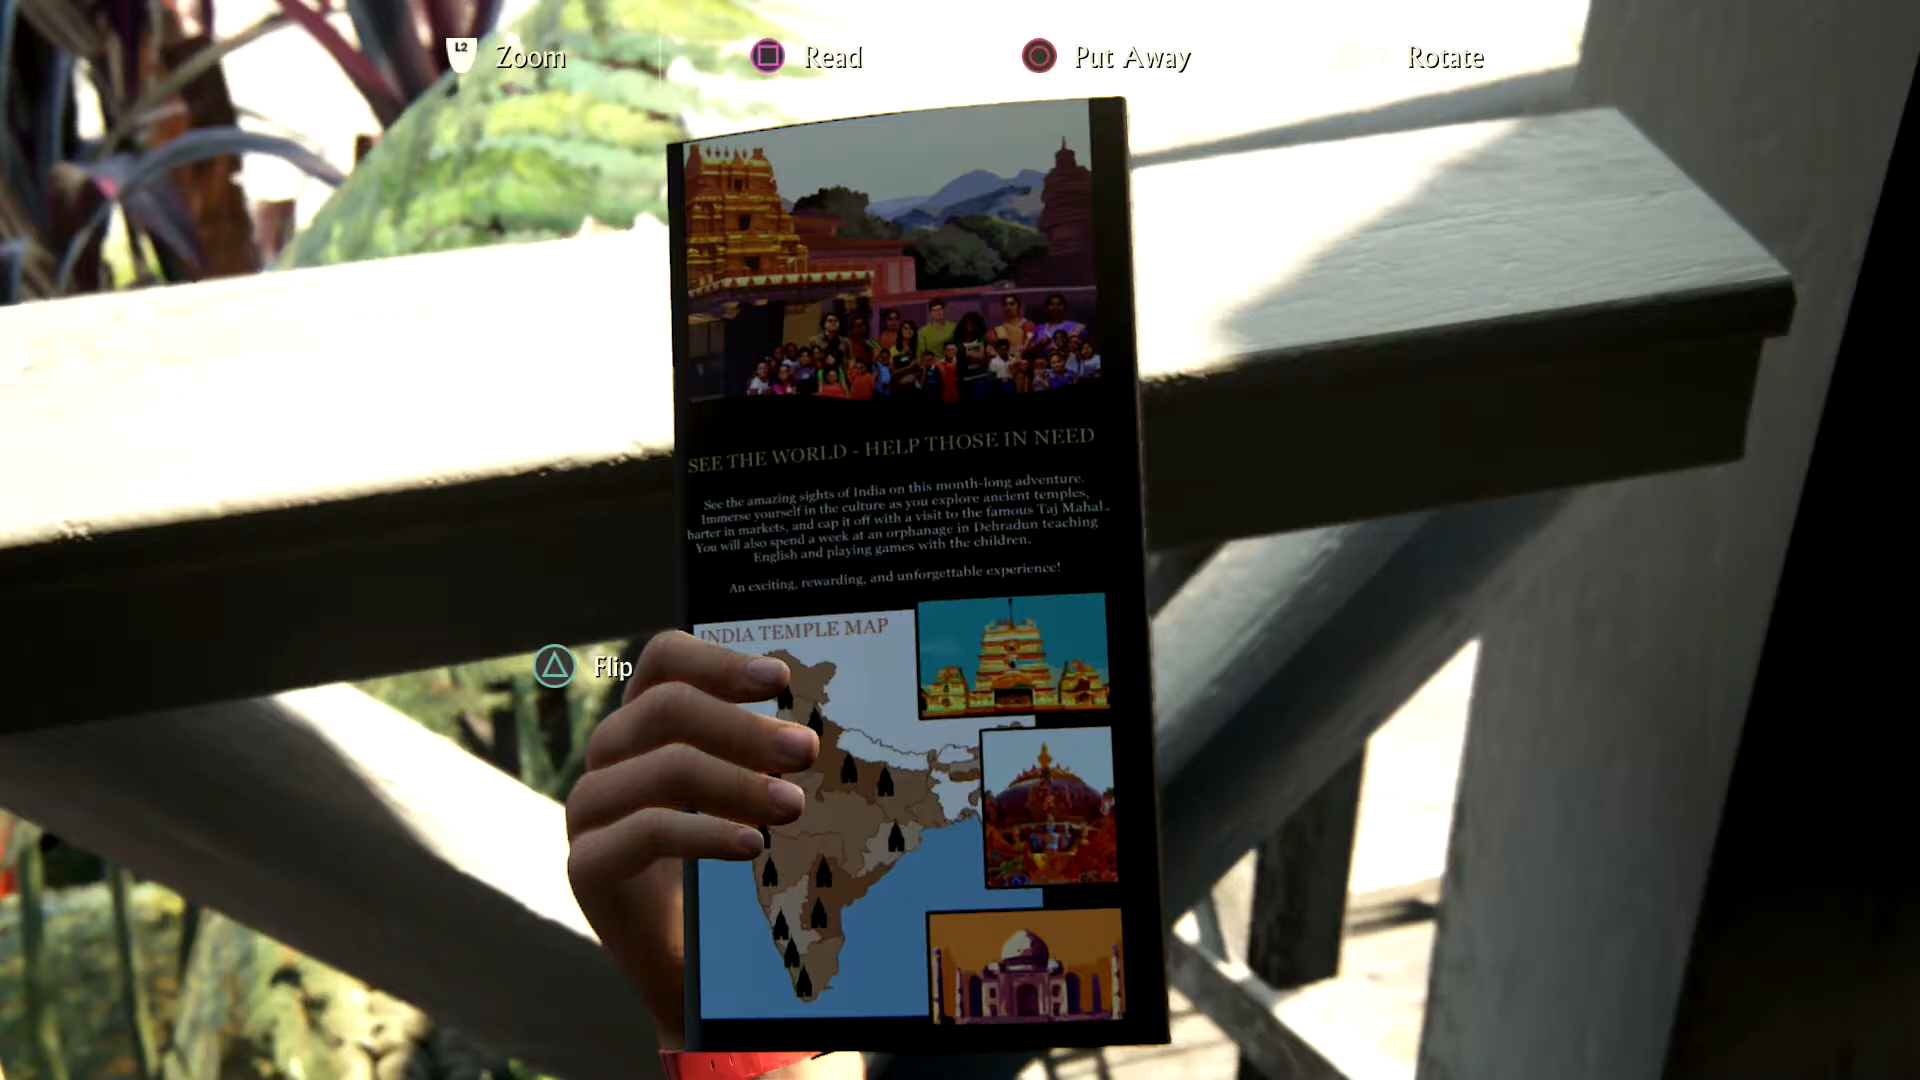 L2 Zoom
Read
Put Away
Rotate
SEE THE WORLD - HELP THOSE IN NEED
See the amazing sights of India on this month-long adventure.
Immerse yourself in the culture as you explore ancient temples,
barter in markets, and cap it off with a visit to the famous Taj Mahal.
You will also spend a week at an orphanage in Dehradun teaching
English and playing games with the children.
An exciting, rewarding, and unforgettable experience!
INDIA TEMPLE MAP
Flip